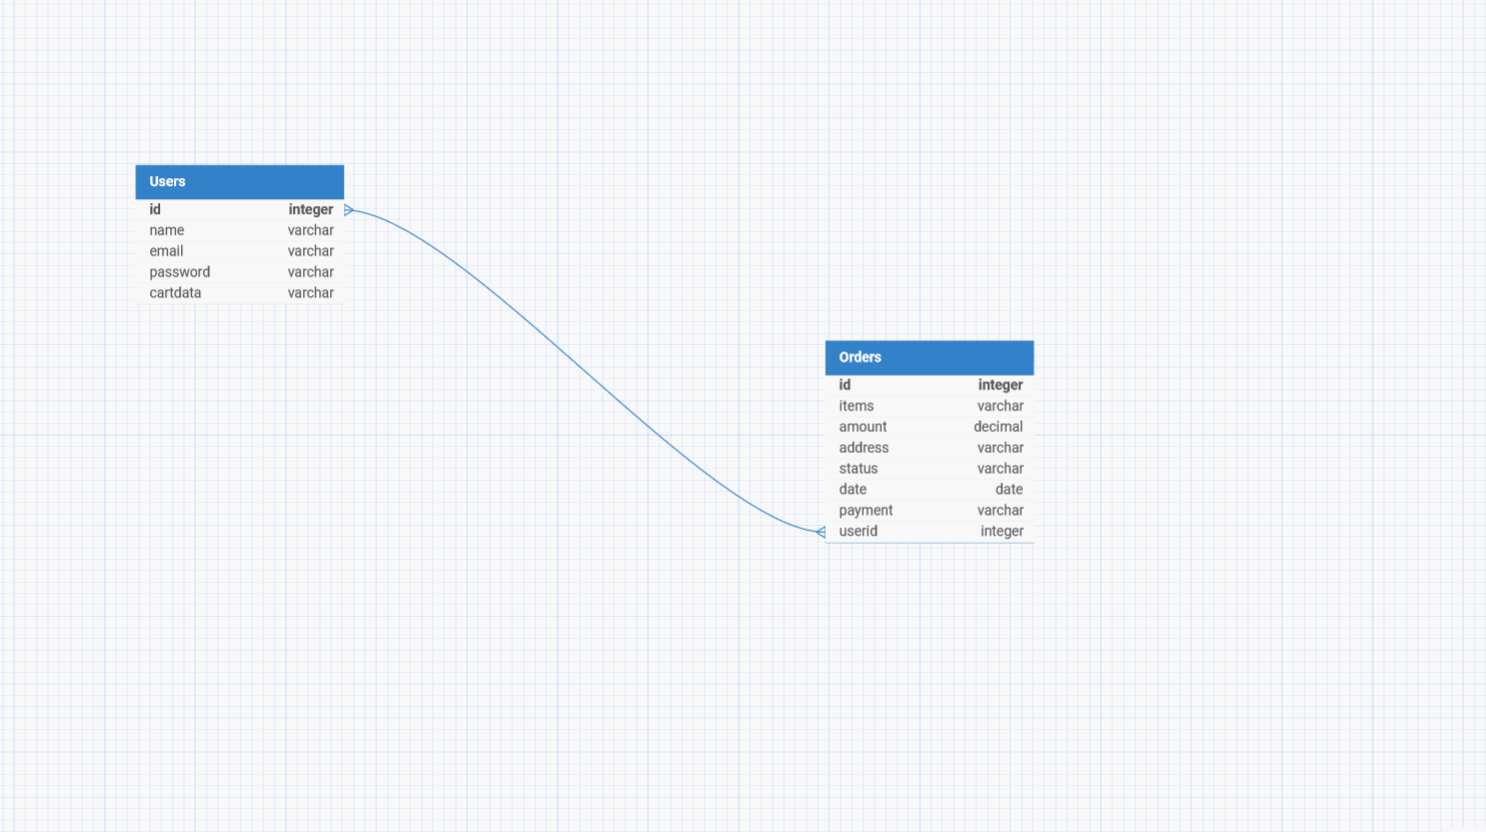 Users
id integer
name varchar
email varchar
password varchar
cartdata varchar
Orders
id integer
items varchar
amount decimal
address varchar
status varchar
date date
payment varchar
userid integer